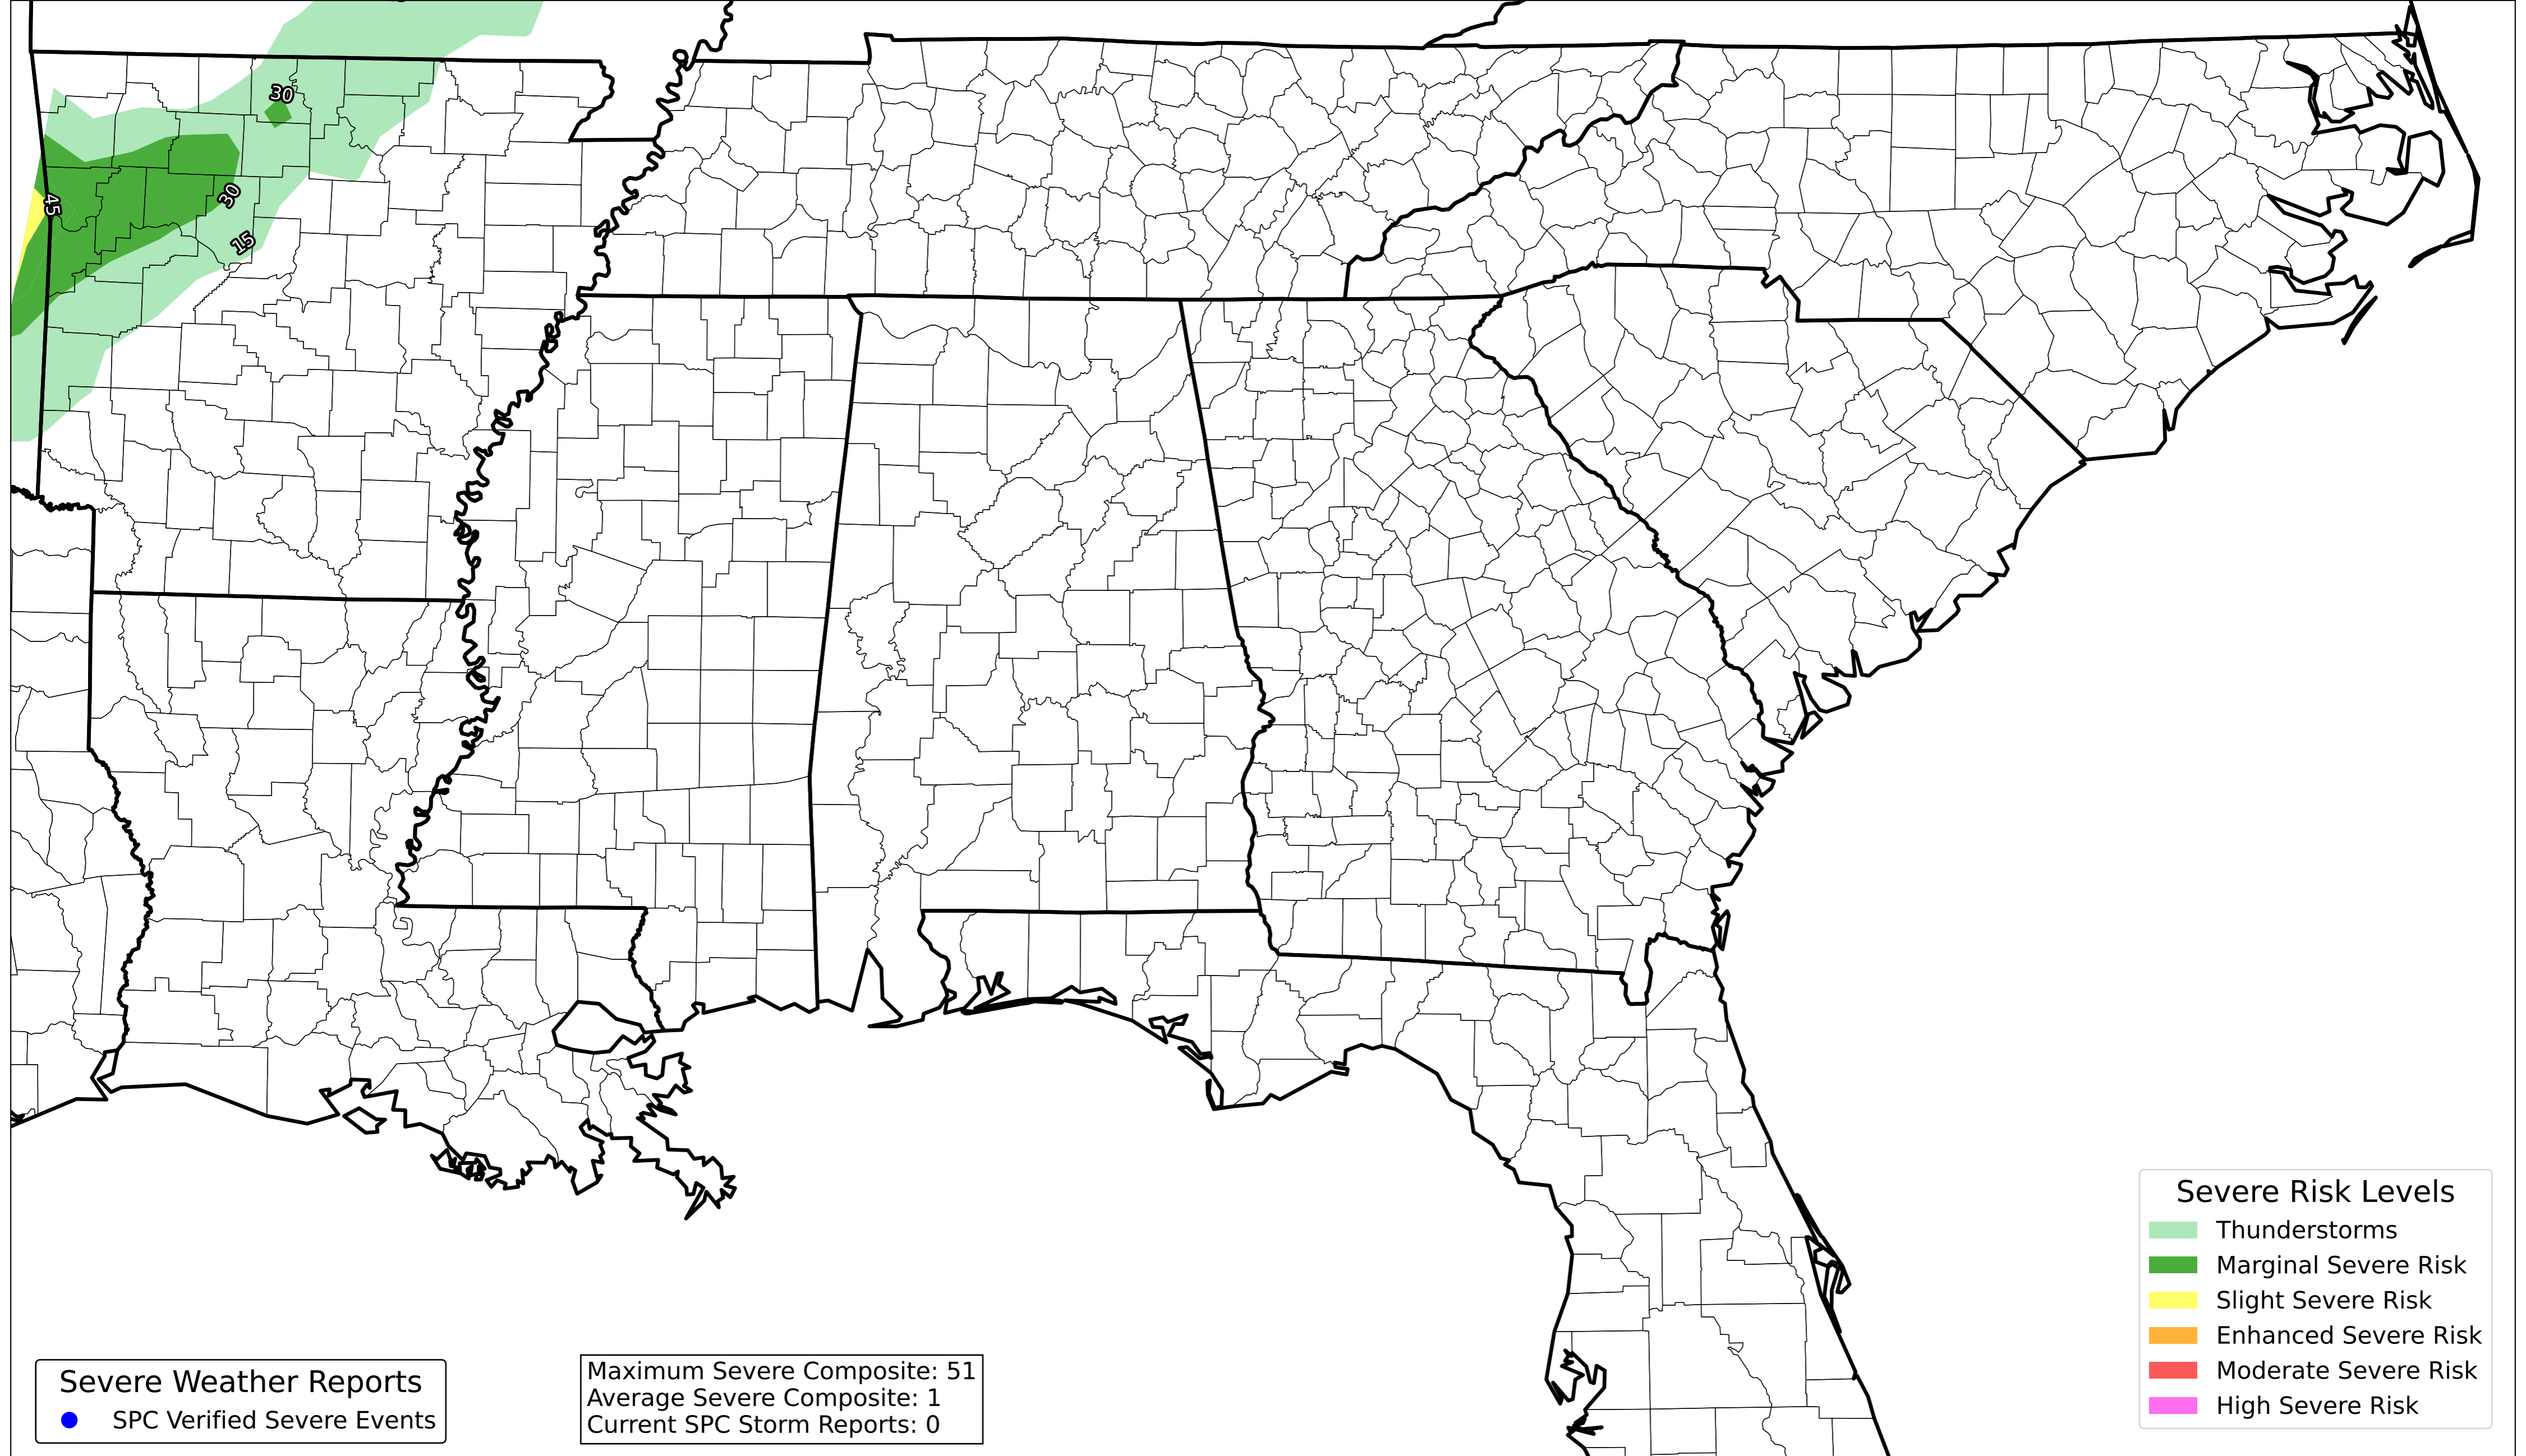 30
45
30
15
Severe Risk Levels
Thunderstorms
Marginal Severe Risk
Slight Severe Risk
Enhanced Severe Risk
Moderate Severe Risk
High Severe Risk
Severe Weather Reports
SPC Verified Severe Events
Maximum Severe Composite: 51
Average Severe Composite: 1
Current SPC Storm Reports: 0